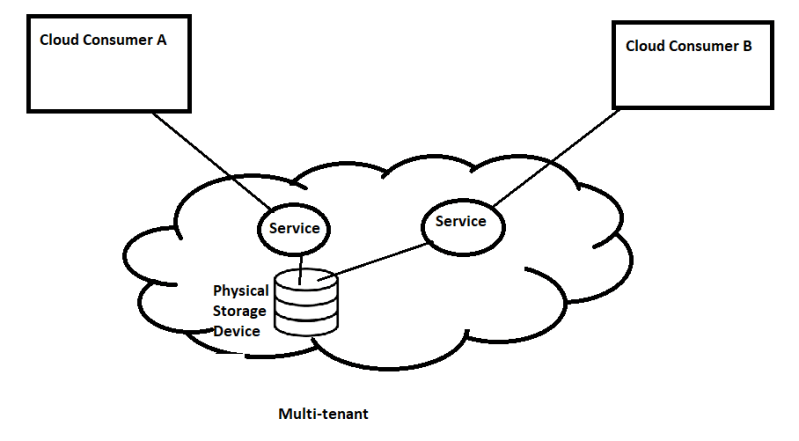 Cloud Consumer A
Cloud Consumer B
Service
Service
Physical
Storage
Device
Multi-tenant